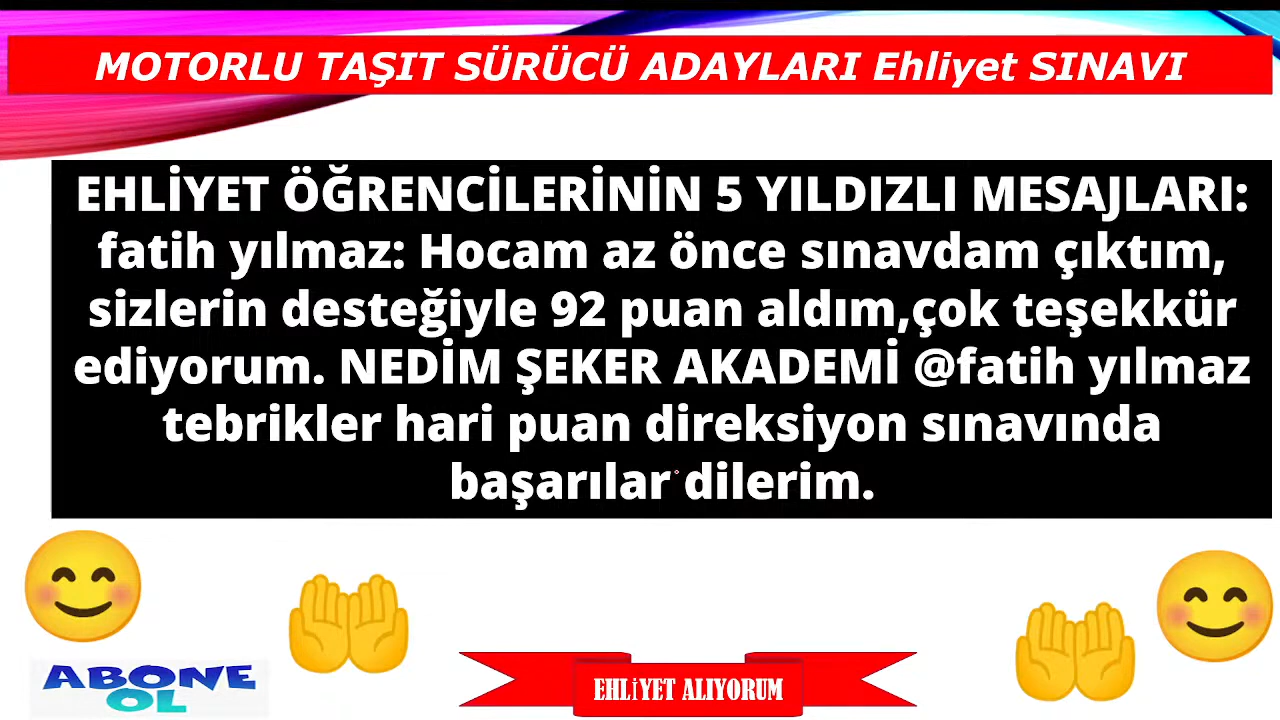 MOTORLU TAŞIT SÜRÜCÜ ADAYLARI Ehliyet SINAVI
EHLİYET ÖĞRENCİLERİNİN 5 YILDIZLI MESAJLARI:
fatih yılmaz: Hocam az önce sınavdam çıktım,
sizlerin desteğiyle 92 puan aldım,çok teşekkür
ediyorum. NEDİM ŞEKER AKADEMİ @fatih yılmaz
tebrikler hari puan direksiyon sınavında
başarılar dilerim.
ABONE
OL
EHLİYET ALIYORUM